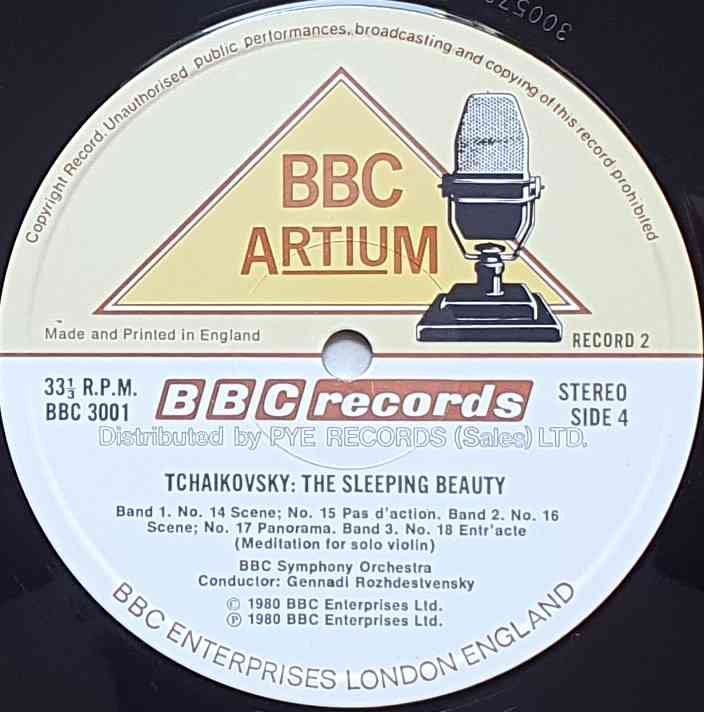 Copyright Record. Unauthorised public performances, broadcasting and copying of this record prohibited
BBC
ARTIUM
Made and Printed in England
RECORD 2
33⅓ R.P.M.
BBC 3001
BBC records
STEREO
SIDE 4
Distributed by PYE RECORDS (Sales) LTD.
TCHAIKOVSKY: THE SLEEPING BEAUTY
Band 1. No. 14 Scene; No. 15 Pas d'action. Band 2. No. 16
Scene; No. 17 Panorama. Band 3. No. 18 Entr'acte
(Meditation for solo violin)
BBC Symphony Orchestra
Conductor: Gennadi Rozhdestvensky
© 1980 BBC Enterprises Ltd.
℗ 1980 BBC Enterprises Ltd.
BBC ENTERPRISES LONDON ENGLAND